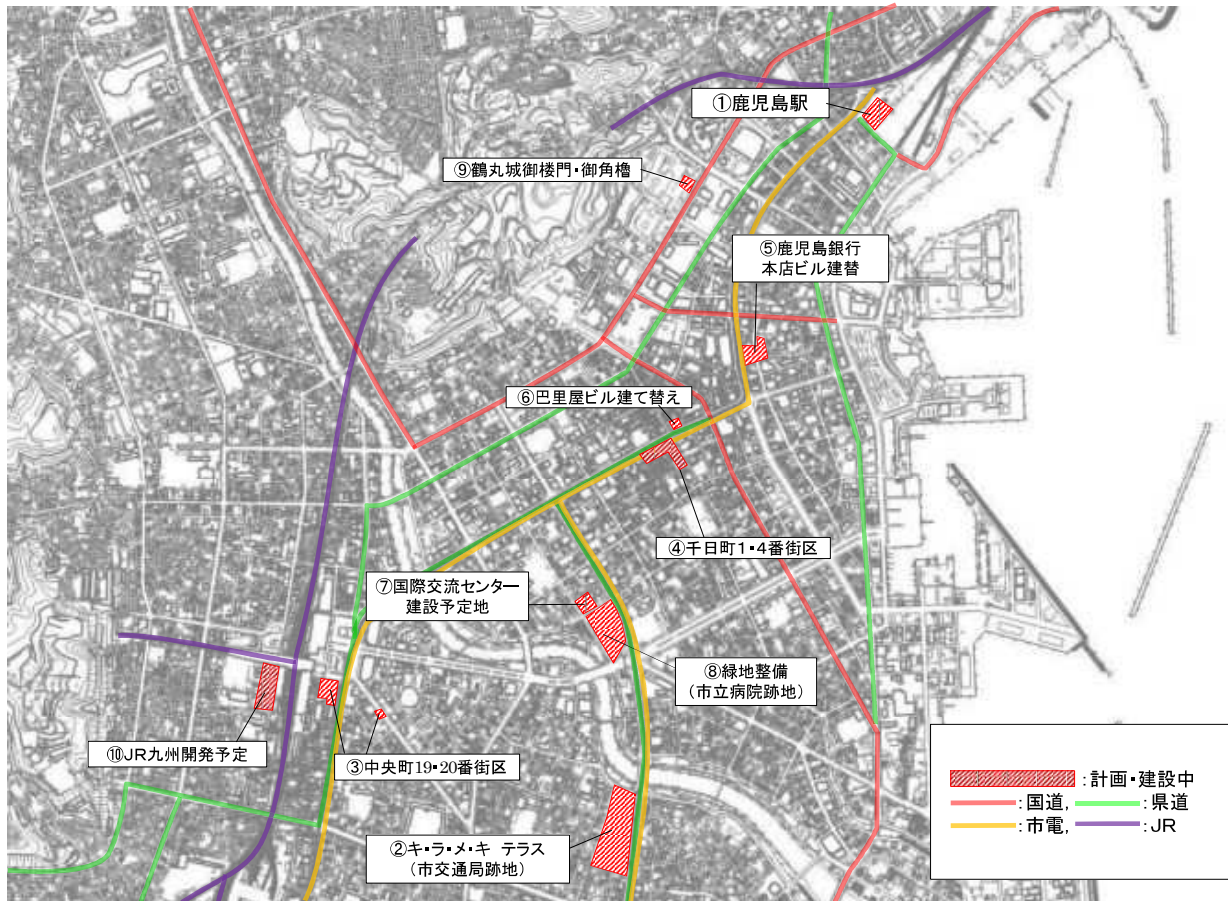 ①鹿児島駅
⑨鶴丸城御楼門・御角櫓
⑤鹿児島銀行
本店ビル建替
⑥巴里屋ビル建て替え
④千日町1・4番街区
⑦国際交流センター
建設予定地
⑧緑地整備
(市立病院跡地)
⑩JR九州開発予定
③中央町19・20番街区
②キ・ラ・メ・キ テラス
(市交通局跡地)
:計画・建設中
:国道, :県道
:市電, :JR